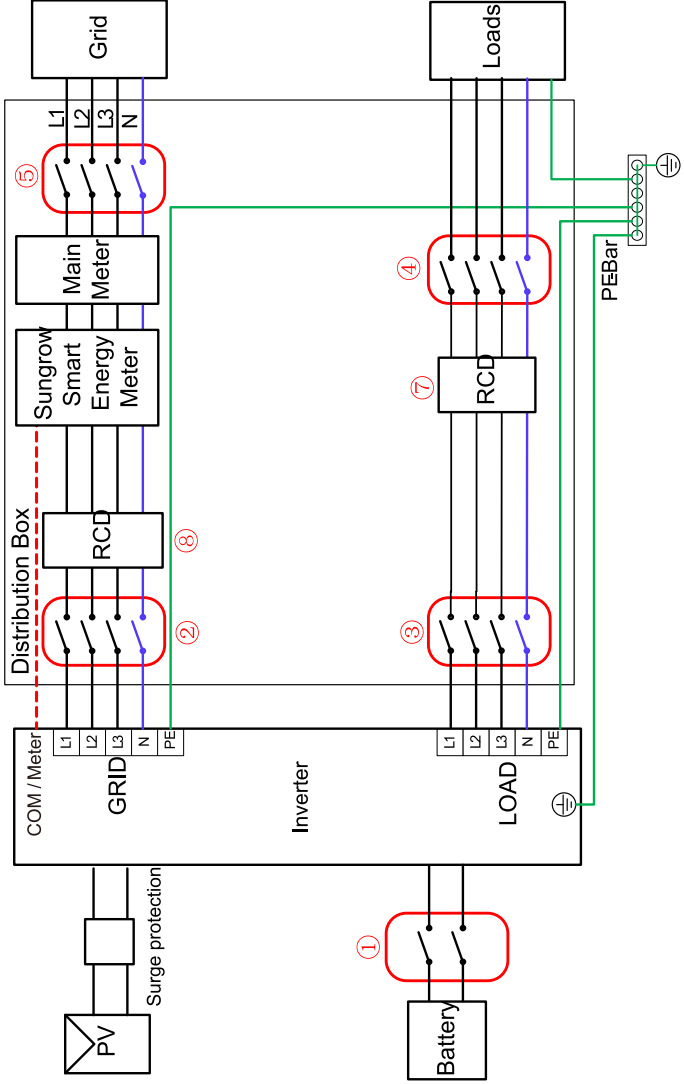 Grid
Loads
L1
L2
L3
N
⑤
④
Main
Meter
PE Bar
Sungrow
Smart
Energy
Meter
RCD
⑦
RCD
⑧
Distribution Box
②
③
COM / Meter
L1
L2
L3
N
PE
GRID
L1
L2
L3
N
PE
LOAD
Inverter
Surge protection
①
PV
Battery